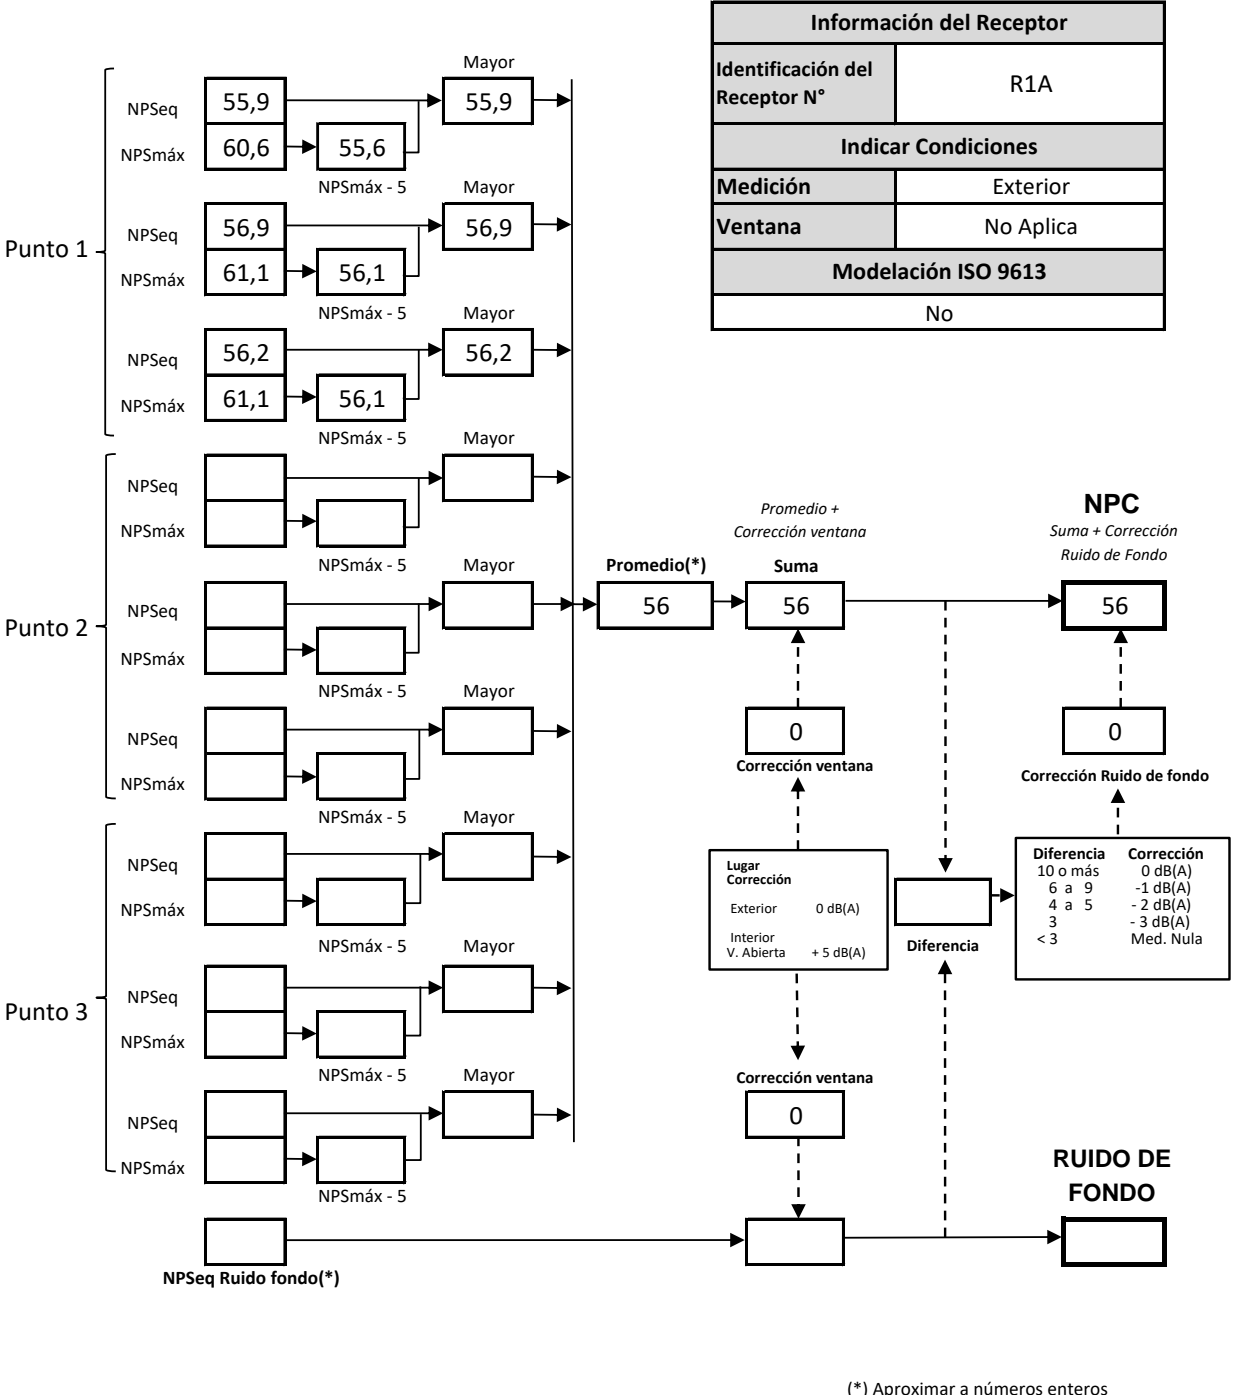 Información del Receptor
Identificación del
Receptor N°
R1A
Indicar Condiciones
Medición
Exterior
Ventana
No Aplica
Modelación ISO 9613
No
Punto 1
Mayor
NPSeq
55,9
55,9
NPSmáx
60,6
55,6
NPSmáx - 5
Mayor
NPSeq
56,9
56,9
NPSmáx
61,1
56,1
NPSmáx - 5
Mayor
NPSeq
56,2
56,2
NPSmáx
61,1
56,1
NPSmáx - 5
Punto 2
Mayor
NPSeq
NPSmáx
NPSmáx - 5
Mayor
NPSeq
NPSmáx
NPSmáx - 5
Mayor
NPSeq
NPSmáx
NPSmáx - 5
Punto 3
Mayor
NPSeq
NPSmáx
NPSmáx - 5
Mayor
NPSeq
NPSmáx
NPSmáx - 5
Mayor
NPSeq
NPSmáx
NPSmáx - 5
NPSeq Ruido fondo(*)
Promedio(*)
56
Promedio +
Corrección ventana
Suma
56
0
Corrección ventana
Lugar
Corrección
Exterior 0 dB(A)
Interior
V. Abierta + 5 dB(A)
Corrección ventana
0
Diferencia
NPC
Suma + Corrección
Ruido de Fondo
56
0
Corrección Ruido de fondo
Diferencia Corrección
10 o más 0 dB(A)
6 a 9 -1 dB(A)
4 a 5 - 2 dB(A)
3 - 3 dB(A)
< 3 Med. Nula
RUIDO DE
FONDO
(*) Aproximar a números enteros